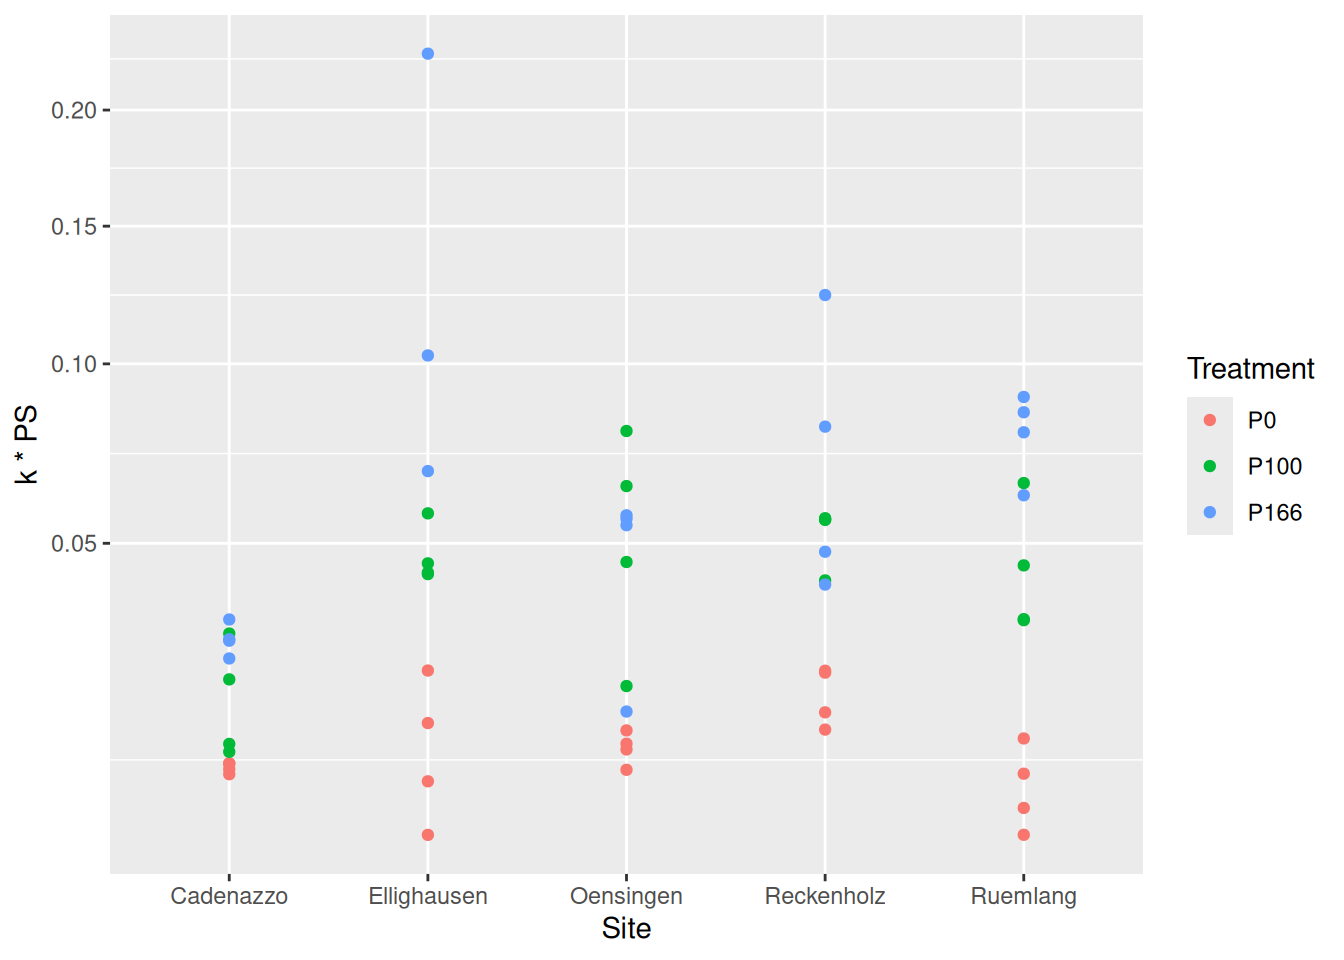 k * PS
0.20
0.15
0.10
0.05
Cadenazzo
Ellighausen
Oensingen
Reckenholz
Ruemlang
Site
Treatment
P0
P100
P166